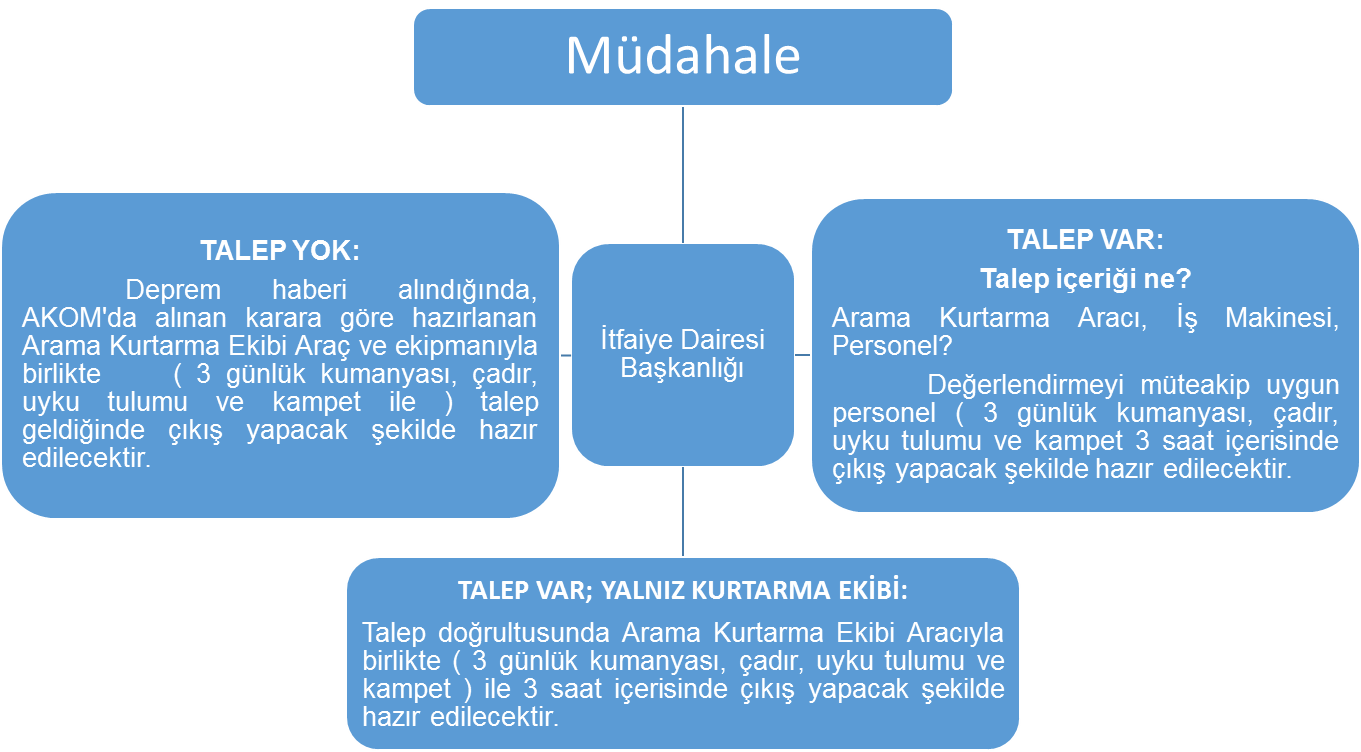 Müdahale
TALEP YOK:
Deprem haberi alındığında,
AKOM'da alınan karara göre hazırlanan
Arama Kurtarma Ekibi Araç ve ekipmanıyla
birlikte ( 3 günlük kumanyası, çadır,
uyku tulumu ve kampet ile ) talep
geldiğinde çıkış yapacak şekilde hazır
edilecektir.
İtfaiye Dairesi
Başkanlığı
TALEP VAR:
Talep içeriği ne?
Arama Kurtarma Aracı, İş Makinesi,
Personel?
Değerlendirmeyi müteakip uygun
personel ( 3 günlük kumanyası, çadır,
uyku tulumu ve kampet 3 saat içerisinde
çıkış yapacak şekilde hazır edilecektir.
TALEP VAR; YALNIZ KURTARMA EKİBİ:
Talep doğrultusunda Arama Kurtarma Ekibi Aracıyla
birlikte ( 3 günlük kumanyası, çadır, uyku tulumu ve
kampet ) ile 3 saat içerisinde çıkış yapacak şekilde
hazır edilecektir.